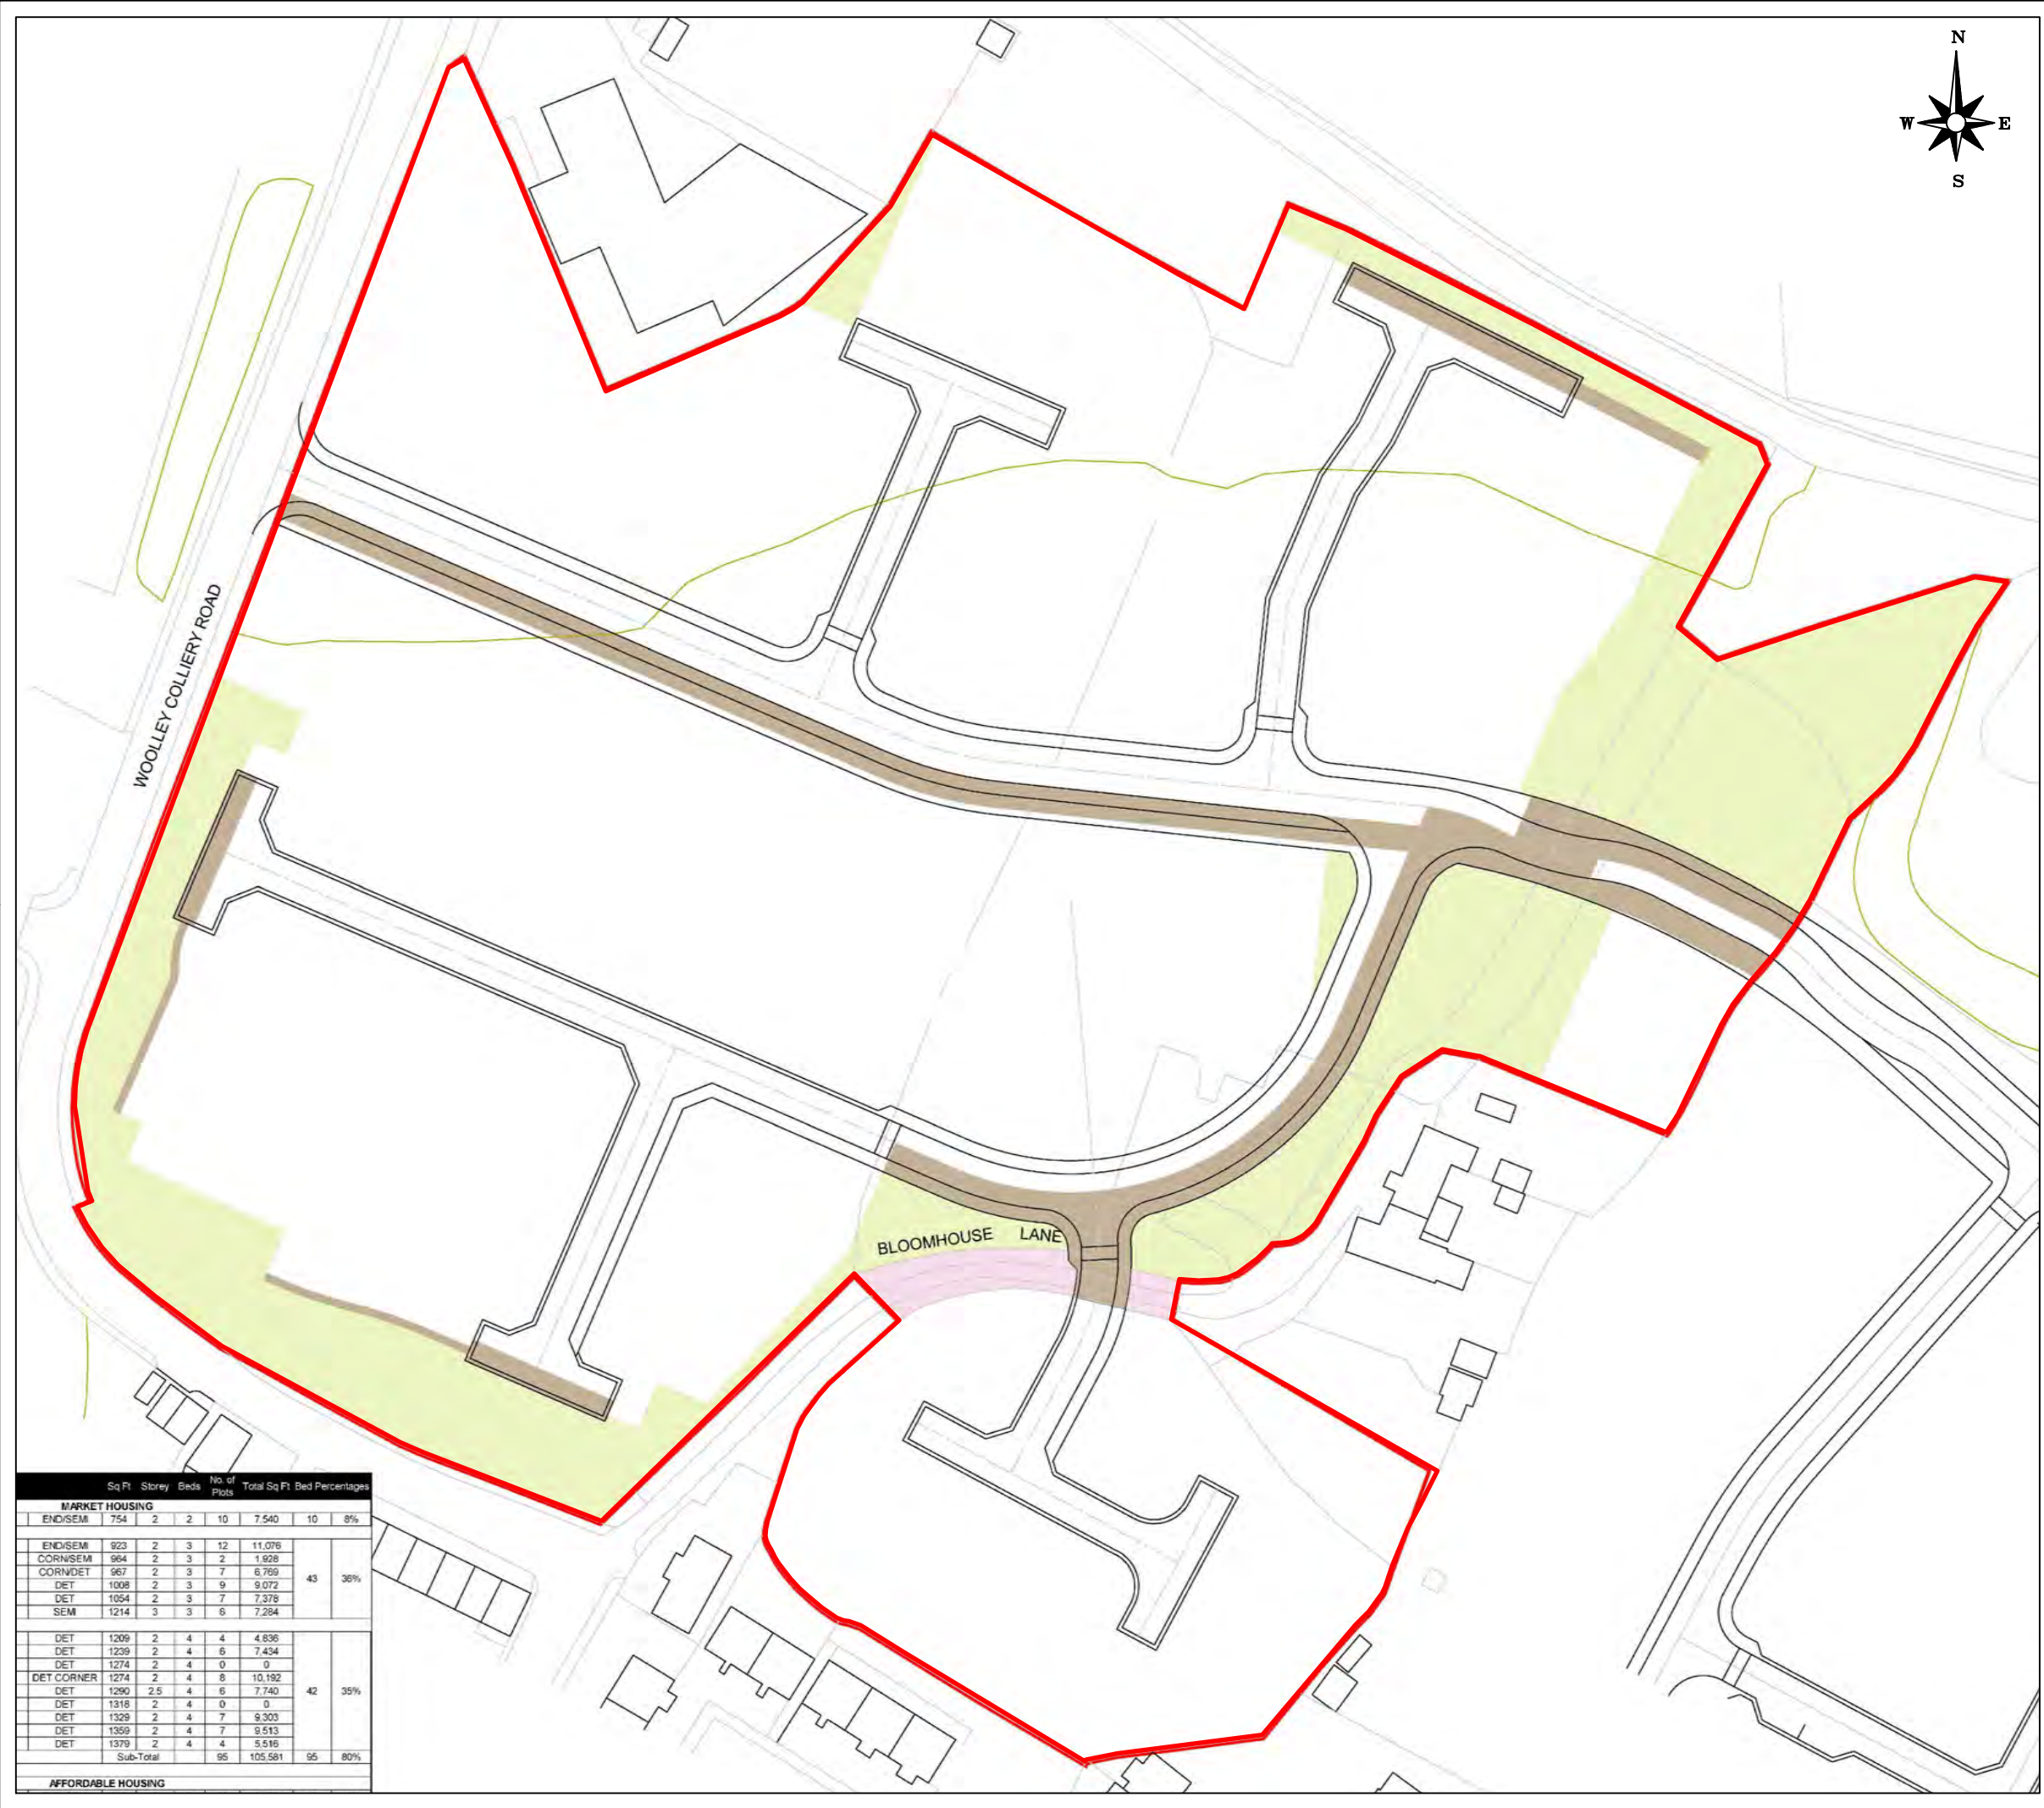 N
W E
S
WOOLLEY COLLIERY ROAD
BLOOMHOUSE LANE
Sq Ft Storey Beds No. of Plots Total Sq Ft Bed Percentages
MARKET HOUSING
END/SEMI 754 2 2 10 7,540 10 8%
END/SEMI 923 2 3 12 11,076
CORN/SEMI 964 2 3 2 1,928
CORN/DET 967 2 3 7 6,769
DET 1008 2 3 9 9,072 43 36%
DET 1054 2 3 7 7,378
SEMI 1214 3 3 6 7,284
DET 1209 2 4 4 4,836
DET 1239 2 4 6 7,434
DET 1274 2 4 0 0
DET CORNER 1274 2 4 8 10,192
DET 1290 2.5 4 6 7,740 42 35%
DET 1318 2 4 0 0
DET 1329 2 4 7 9,303
DET 1359 2 4 7 9,513
DET 1379 2 4 4 5,516
Sub-Total 95 105,581 95 80%
AFFORDABLE HOUSING